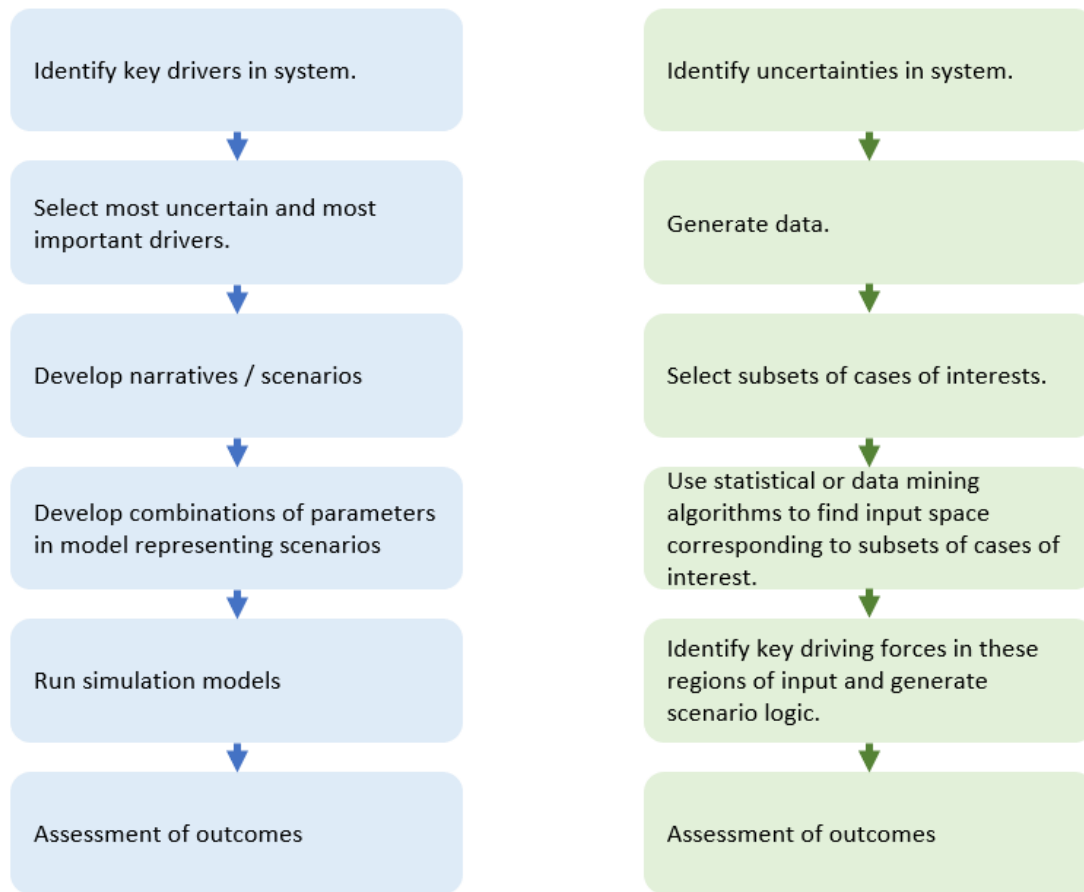 Identify key drivers in system.
Select most uncertain and most
important drivers.
Develop narratives / scenarios
Develop combinations of parameters
in model representing scenarios
Run simulation models
Assessment of outcomes
Identify uncertainties in system.
Generate data.
Select subsets of cases of interests.
Use statistical or data mining
algorithms to find input space
corresponding to subsets of cases of
interest.
Identify key driving forces in these
regions of input and generate
scenario logic.
Assessment of outcomes